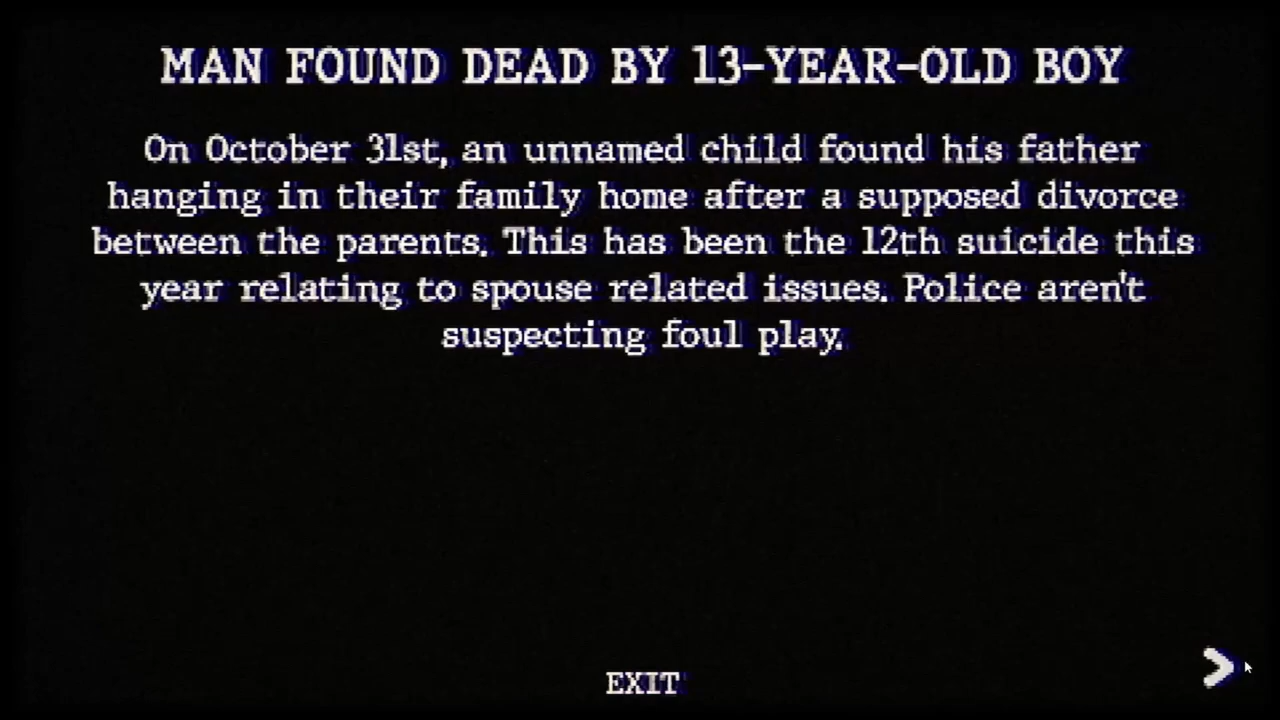 MAN FOUND DEAD BY 13-YEAR-OLD BOY
On October 31st, an unnamed child found his father
hanging in their family home after a supposed divorce
between the parents. This has been the 12th suicide this
year relating to spouse related issues. Police aren't
suspecting foul play.
EXIT